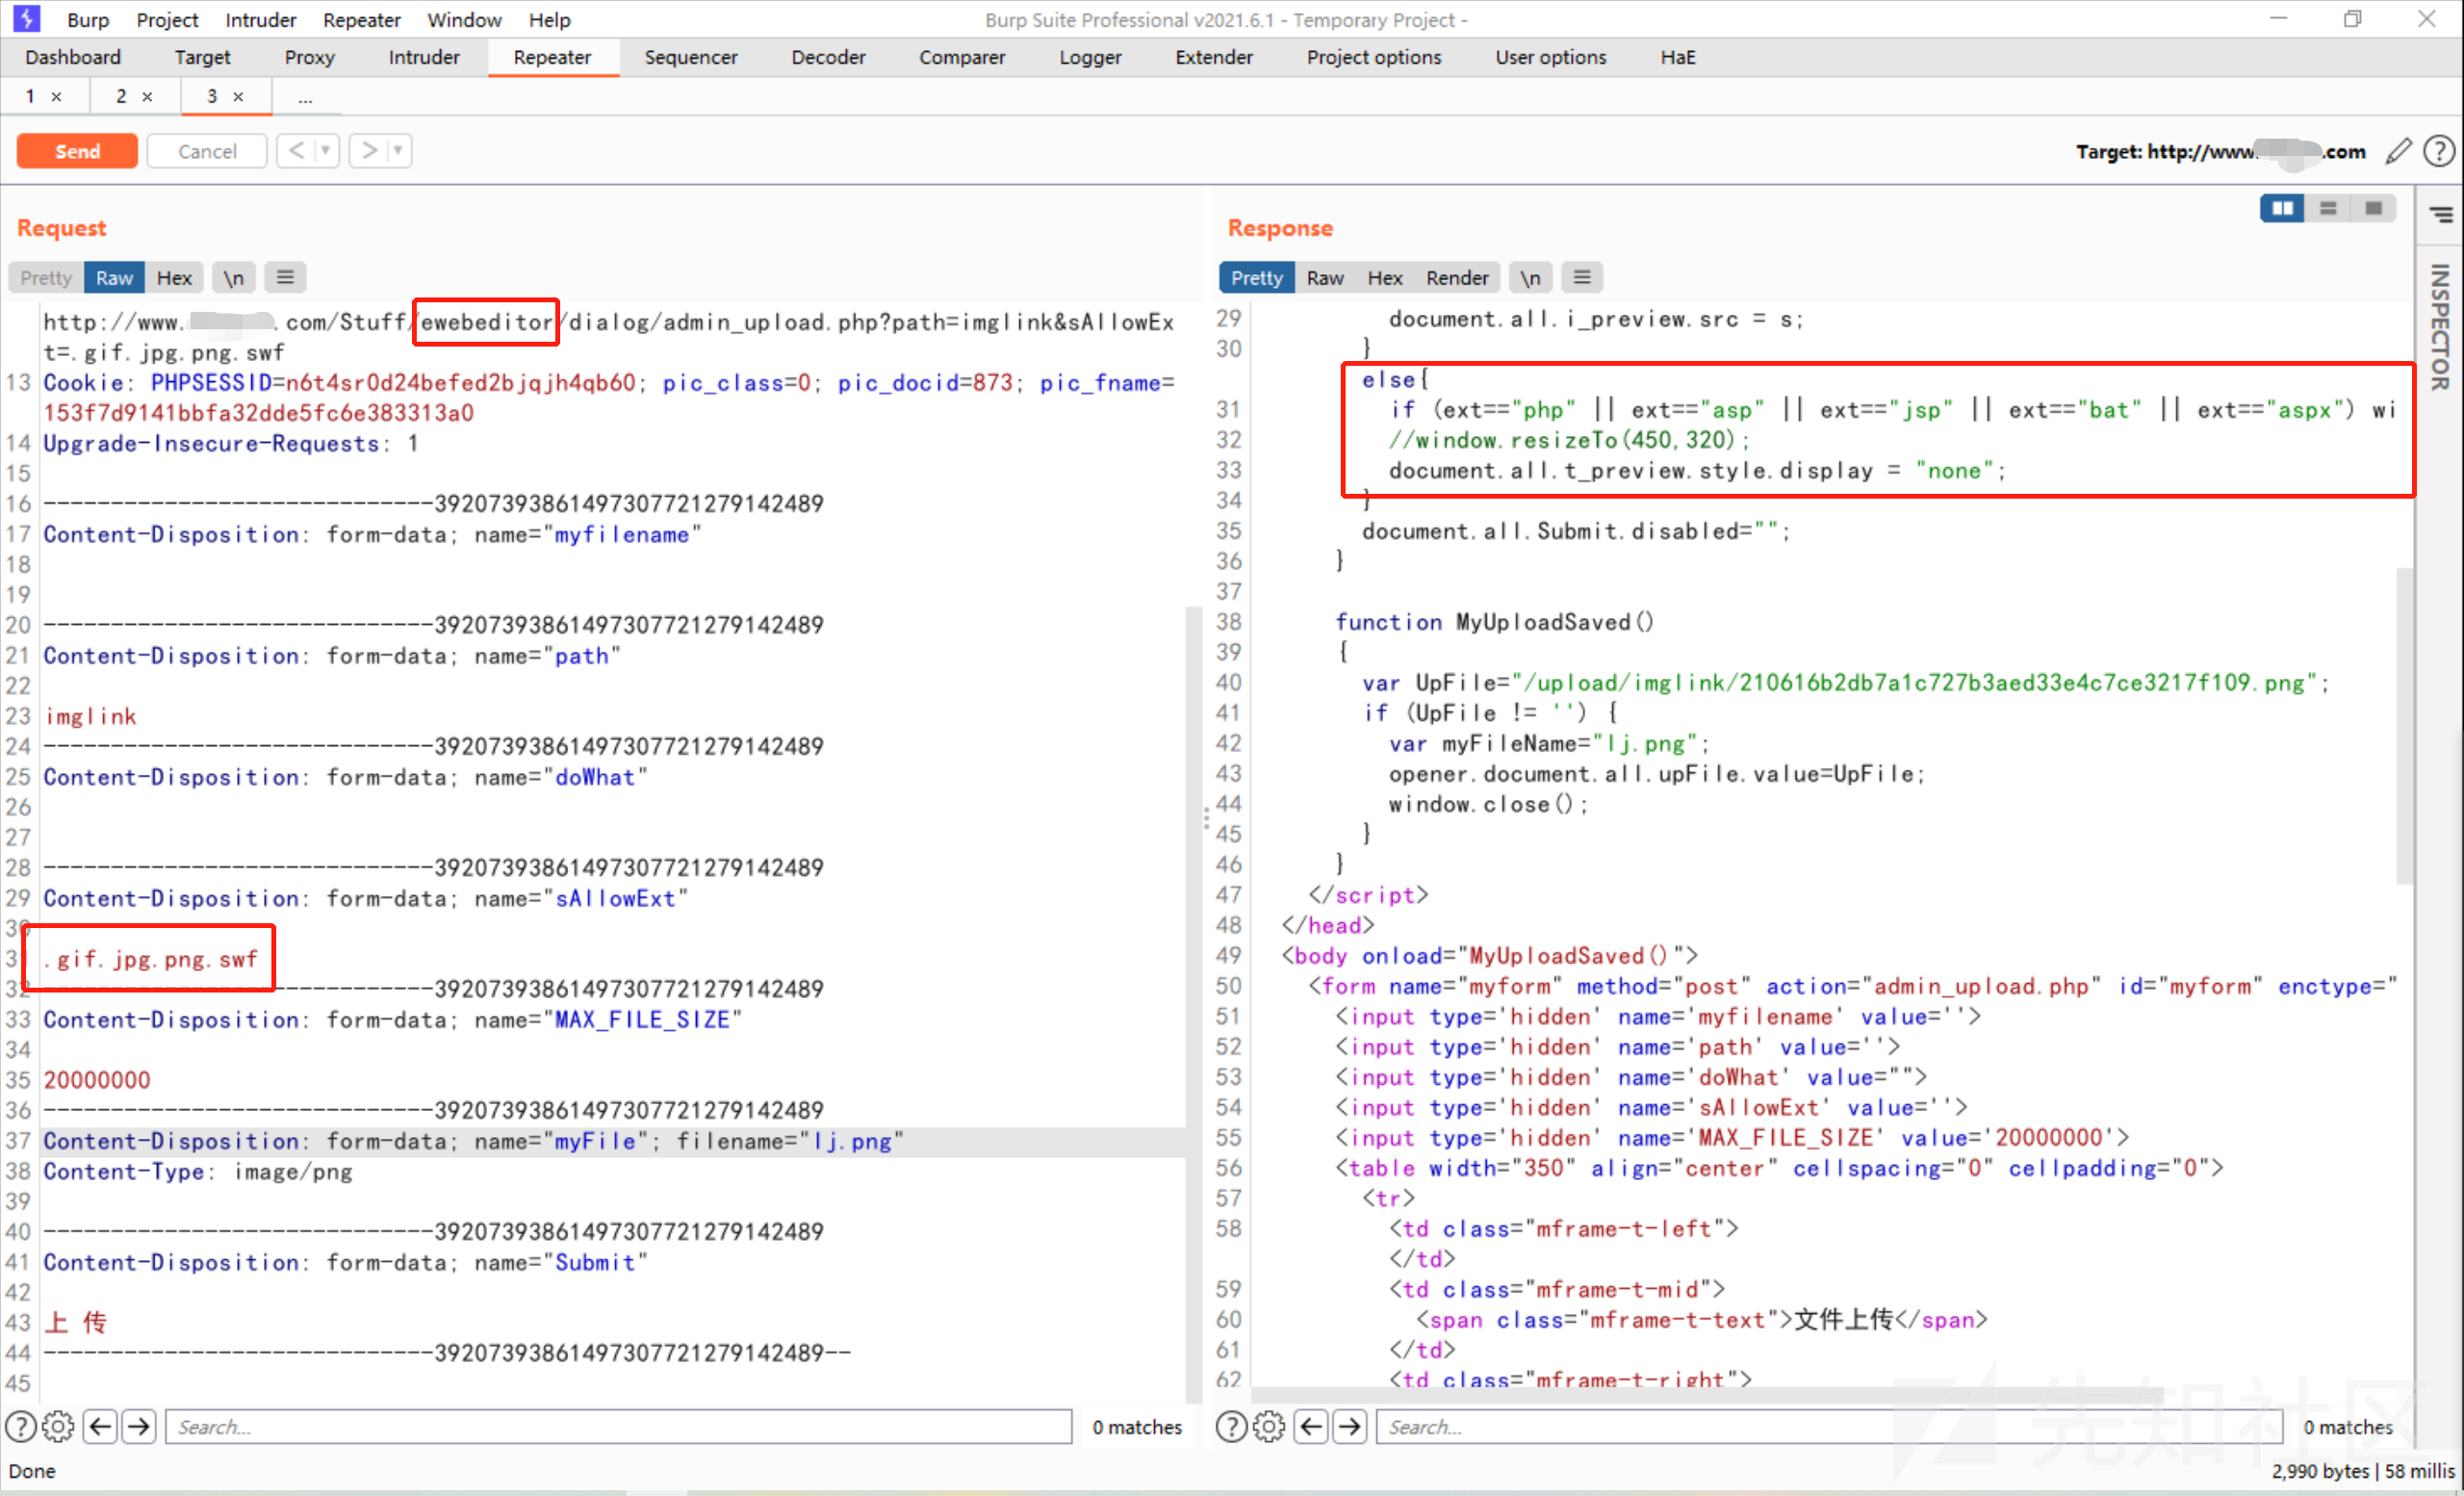 Burp Project Intruder Repeater Window Help
Burp Suite Professional v2021.6.1 - Temporary Project -
Dashboard Target Proxy Intruder Repeater Sequencer Decoder Comparer Logger Extender Project options User options HaE
1 × 2 × 3 × ...
Send Cancel < > 
Target: http://www. .com
Request
Pretty Raw Hex \n
http://www. .com/Stuff/ewebeditor/dialog/admin_upload.php?path=imglink&sAllowEx
t=.gif.jpg.png.swf
13 Cookie: PHPSESSID=n6t4sr0d24befed2bjqjh4qb60; pic_class=0; pic_docid=873; pic_fname=
153f7d9141bbfa32dde5fc6e383313a0
14 Upgrade-Insecure-Requests: 1
15
16 -----------------------------392073938614973077721279142489
17 Content-Disposition: form-data; name="myfilename"
18
19
20 -----------------------------392073938614973077721279142489
21 Content-Disposition: form-data; name="path"
22
23 imglink
24 -----------------------------392073938614973077721279142489
25 Content-Disposition: form-data; name="doWhat"
26
27
28 -----------------------------392073938614973077721279142489
29 Content-Disposition: form-data; name="sAllowExt"
30
31 .gif.jpg.png.swf
32 -----------------------------392073938614973077721279142489
33 Content-Disposition: form-data; name="MAX_FILE_SIZE"
34
35 20000000
36 -----------------------------392073938614973077721279142489
37 Content-Disposition: form-data; name="myFile"; filename="lj.png"
38 Content-Type: image/png
39
40 -----------------------------392073938614973077721279142489
41 Content-Disposition: form-data; name="Submit"
42
43 上 传
44 -----------------------------392073938614973077721279142489--
45
Search...
0 matches
Response
Pretty Raw Hex Render \n
INSPECTOR
29 document.all.i_preview.src = s;
30 }
else{
31 if (ext=="php" || ext=="asp" || ext=="jsp" || ext=="bat" || ext=="aspx") wi
32 //window.resizeTo(450,320);
33 document.all.t_preview.style.display = "none";
34 }
35 document.all.Submit.disabled="";
36 }
37
38 function MyUploadSaved()
39 {
40 var UpFile="/upload/imglink/210616b2db7a1c727b3aed33e4c7ce3217f109.png";
41 if (UpFile != '') {
42 var myFileName="lj.png";
43 opener.document.all.upFile.value=UpFile;
44 window.close();
45 }
46 }
47 </script>
48 </head>
49 <body onload="MyUploadSaved()">
50 <form name="myform" method="post" action="admin_upload.php" id="myform" enctype="
51 <input type='hidden' name='myfilename' value=''>
52 <input type='hidden' name='path' value=''>
53 <input type='hidden' name='doWhat' value="">
54 <input type='hidden' name='sAllowExt' value=''>
55 <input type='hidden' name='MAX_FILE_SIZE' value='20000000'>
56 <table width="350" align="center" cellspacing="0" cellpadding="0">
57 <tr>
58 <td class="mframe-t-left">
</td>
59 <td class="mframe-t-mid">
60 <span class="mframe-t-text">文件上传</span>
61 </td>
62 <td class="mframe-t-right">
Search...
0 matches
先知社区
Done
2,990 bytes | 58 millis